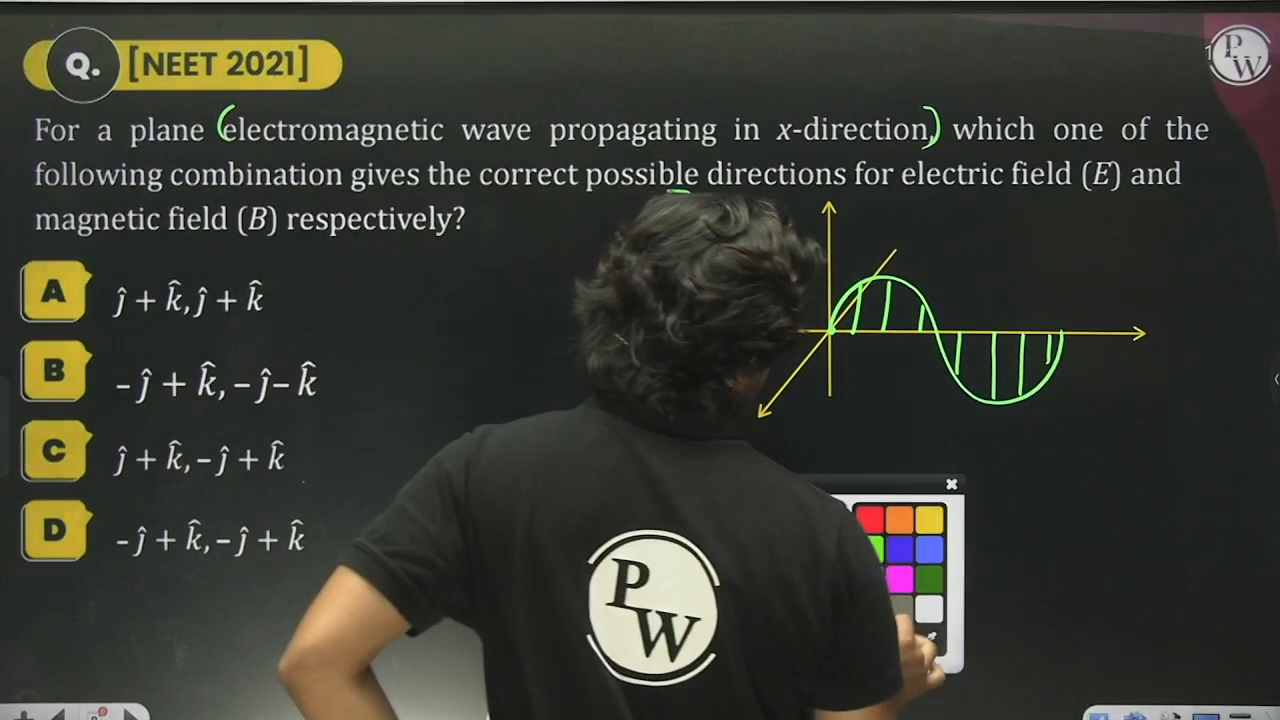 Q. [NEET 2021]
PW
For a plane electromagnetic wave propagating in x-direction, which one of the
following combination gives the correct possible directions for electric field (E) and
magnetic field (B) respectively?
A ĵ + k̂, ĵ + k̂
B -ĵ + k̂, -ĵ - k̂
C ĵ + k̂, -ĵ + k̂
D -ĵ + k̂, -ĵ + k̂
PW